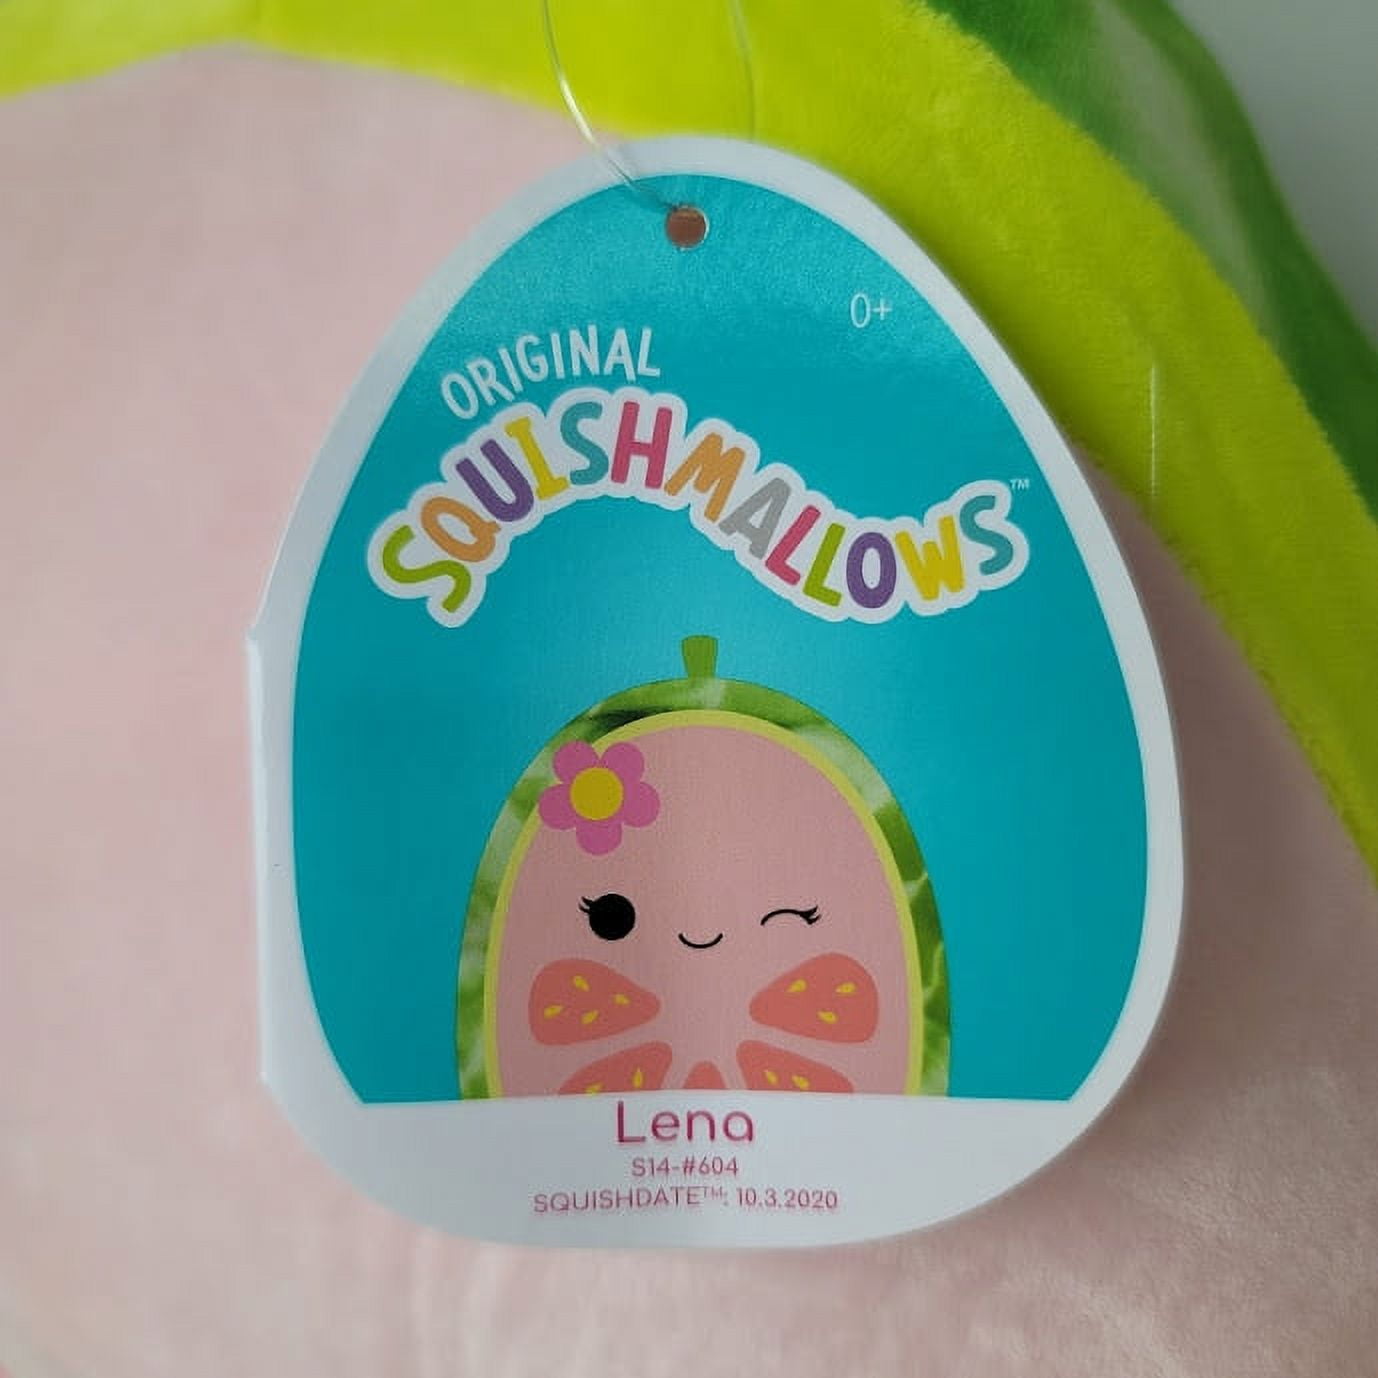 0+
ORIGINAL
SQUISHMALLOWS™
Lena
S14-#604
SQUISHDATE™: 10.3.2020